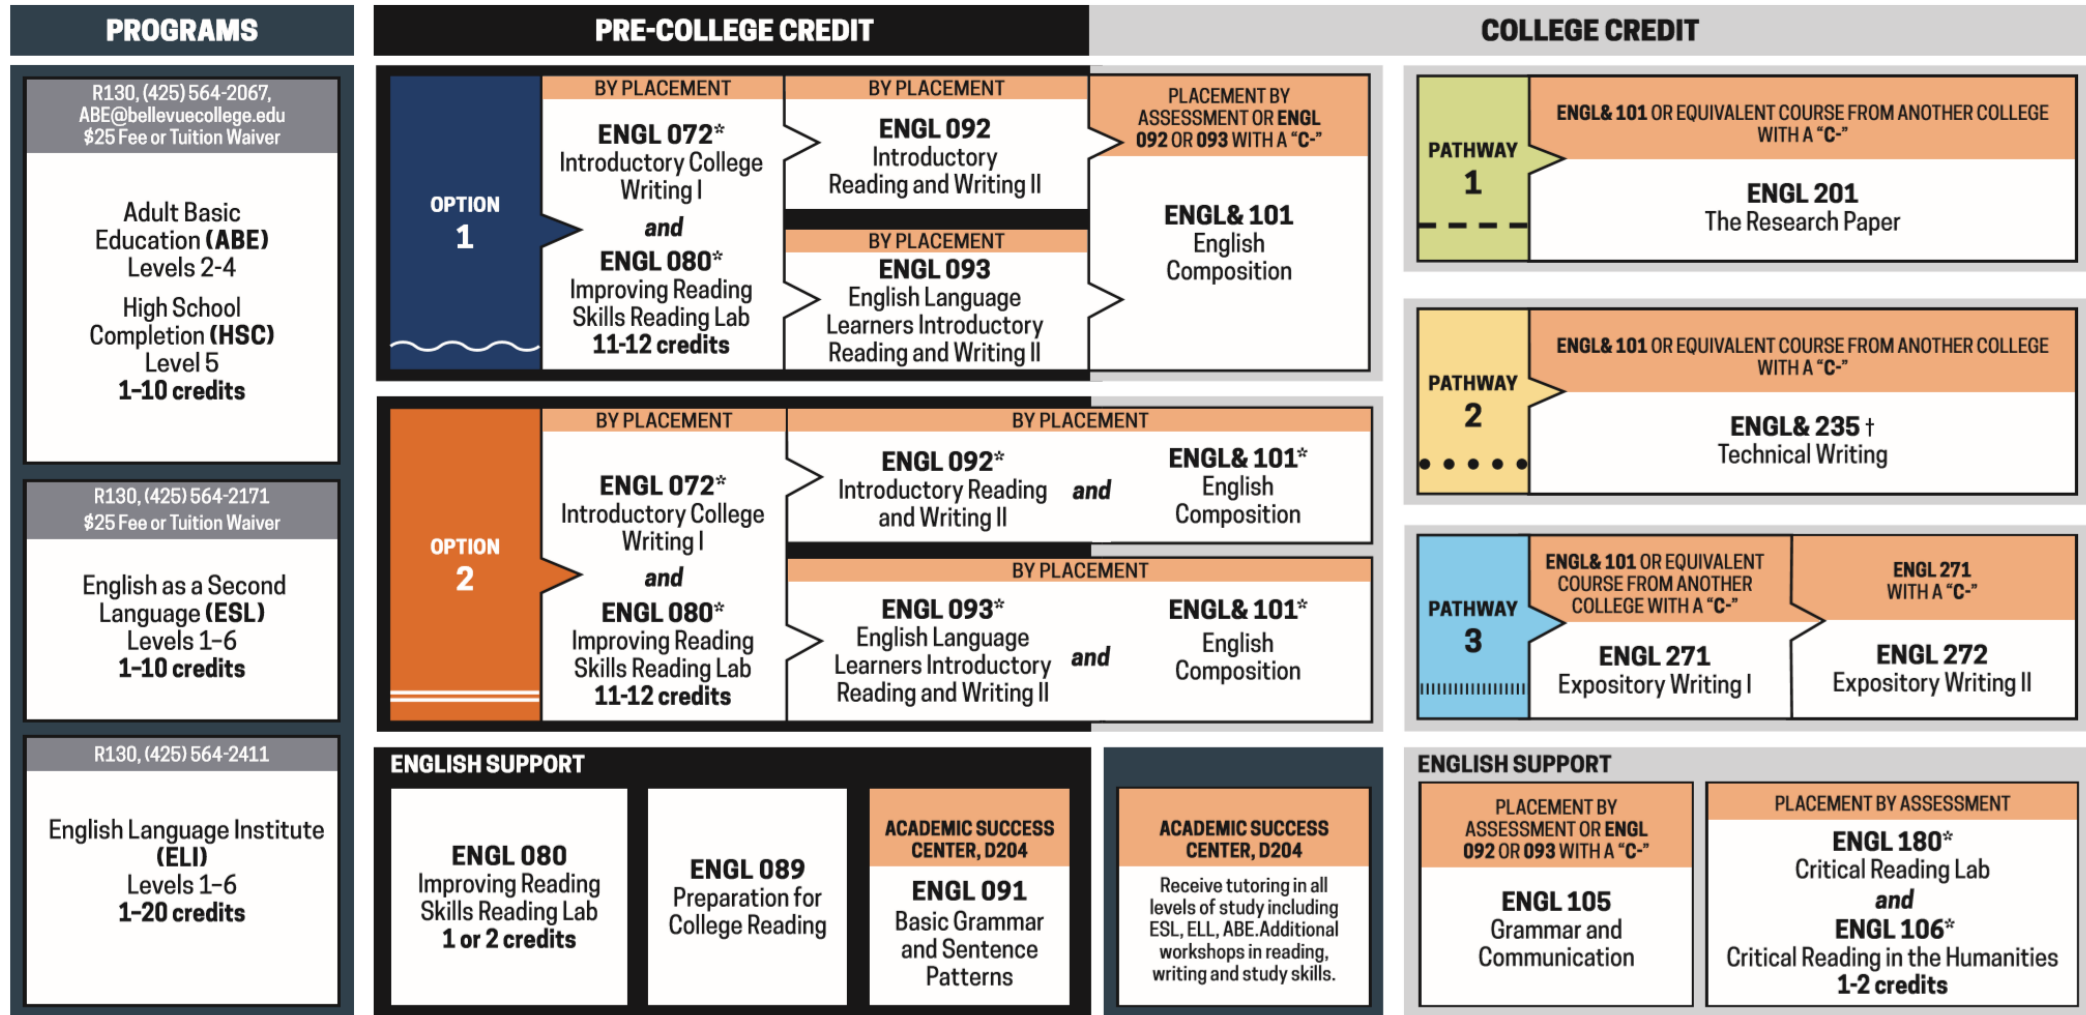 PROGRAMS
R130, (425) 564-2067,
ABE@bellevuecollege.edu
$25 Fee or Tuition Waiver
Adult Basic
Education (ABE)
Levels 2-4
High School
Completion (HSC)
Level 5
1–10 credits
R130, (425) 564-2171
$25 Fee or Tuition Waiver
English as a Second
Language (ESL)
Levels 1–6
1–10 credits
R130, (425) 564-2411
English Language Institute
(ELI)
Levels 1–6
1–20 credits
PRE-COLLEGE CREDIT
COLLEGE CREDIT
OPTION
1
BY PLACEMENT
ENGL 072*
Introductory College
Writing I
and
ENGL 080*
Improving Reading
Skills Reading Lab
11-12 credits
BY PLACEMENT
ENGL 092
Introductory
Reading and Writing II
BY PLACEMENT
ENGL 093
English Language
Learners Introductory
Reading and Writing II
PLACEMENT BY
ASSESSMENT OR ENGL
092 OR 093 WITH A “C-”
ENGL& 101
English
Composition
OPTION
2
BY PLACEMENT
ENGL 072*
Introductory College
Writing I
and
ENGL 080*
Improving Reading
Skills Reading Lab
11-12 credits
BY PLACEMENT
ENGL 092*
Introductory Reading
and Writing II
and
ENGL& 101*
English
Composition
BY PLACEMENT
ENGL 093*
English Language
Learners Introductory
Reading and Writing II
and
ENGL& 101*
English
Composition
PATHWAY
1
ENGL& 101 OR EQUIVALENT COURSE FROM ANOTHER COLLEGE
WITH A “C-”
ENGL 201
The Research Paper
PATHWAY
2
ENGL& 101 OR EQUIVALENT COURSE FROM ANOTHER COLLEGE
WITH A “C-”
ENGL& 235 †
Technical Writing
PATHWAY
3
ENGL& 101 OR EQUIVALENT
COURSE FROM ANOTHER
COLLEGE WITH A “C-”
ENGL 271
Expository Writing I
ENGL 271
WITH A “C-”
ENGL 272
Expository Writing II
ENGLISH SUPPORT
ENGL 080
Improving Reading
Skills Reading Lab
1 or 2 credits
ENGL 089
Preparation for
College Reading
ACADEMIC SUCCESS
CENTER, D204
ENGL 091
Basic Grammar
and Sentence
Patterns
ACADEMIC SUCCESS
CENTER, D204
Receive tutoring in all
levels of study including
ESL, ELL, ABE.Additional
workshops in reading,
writing and study skills.
ENGLISH SUPPORT
PLACEMENT BY
ASSESSMENT OR ENGL
092 OR 093 WITH A “C-”
ENGL 105
Grammar and
Communication
PLACEMENT BY ASSESSMENT
ENGL 180*
Critical Reading Lab
and
ENGL 106*
Critical Reading in the Humanities
1-2 credits